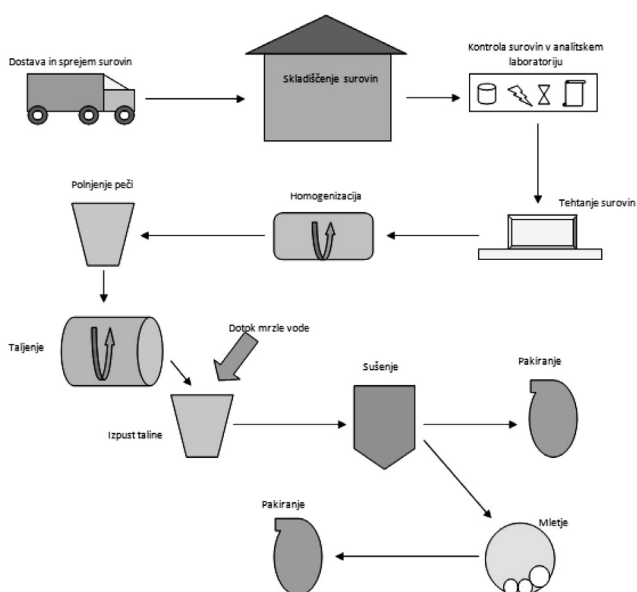 Dostava in sprejem surovin
Skladiščenje surovin
Kontrola surovin v analitskem
laboratoriju
Tehtanje surovin
Homogenizacija
Polnjenje peči
Taljenje
Dotok mrzle vode
Izpust taline
Sušenje
Pakiranje
Mletje
Pakiranje